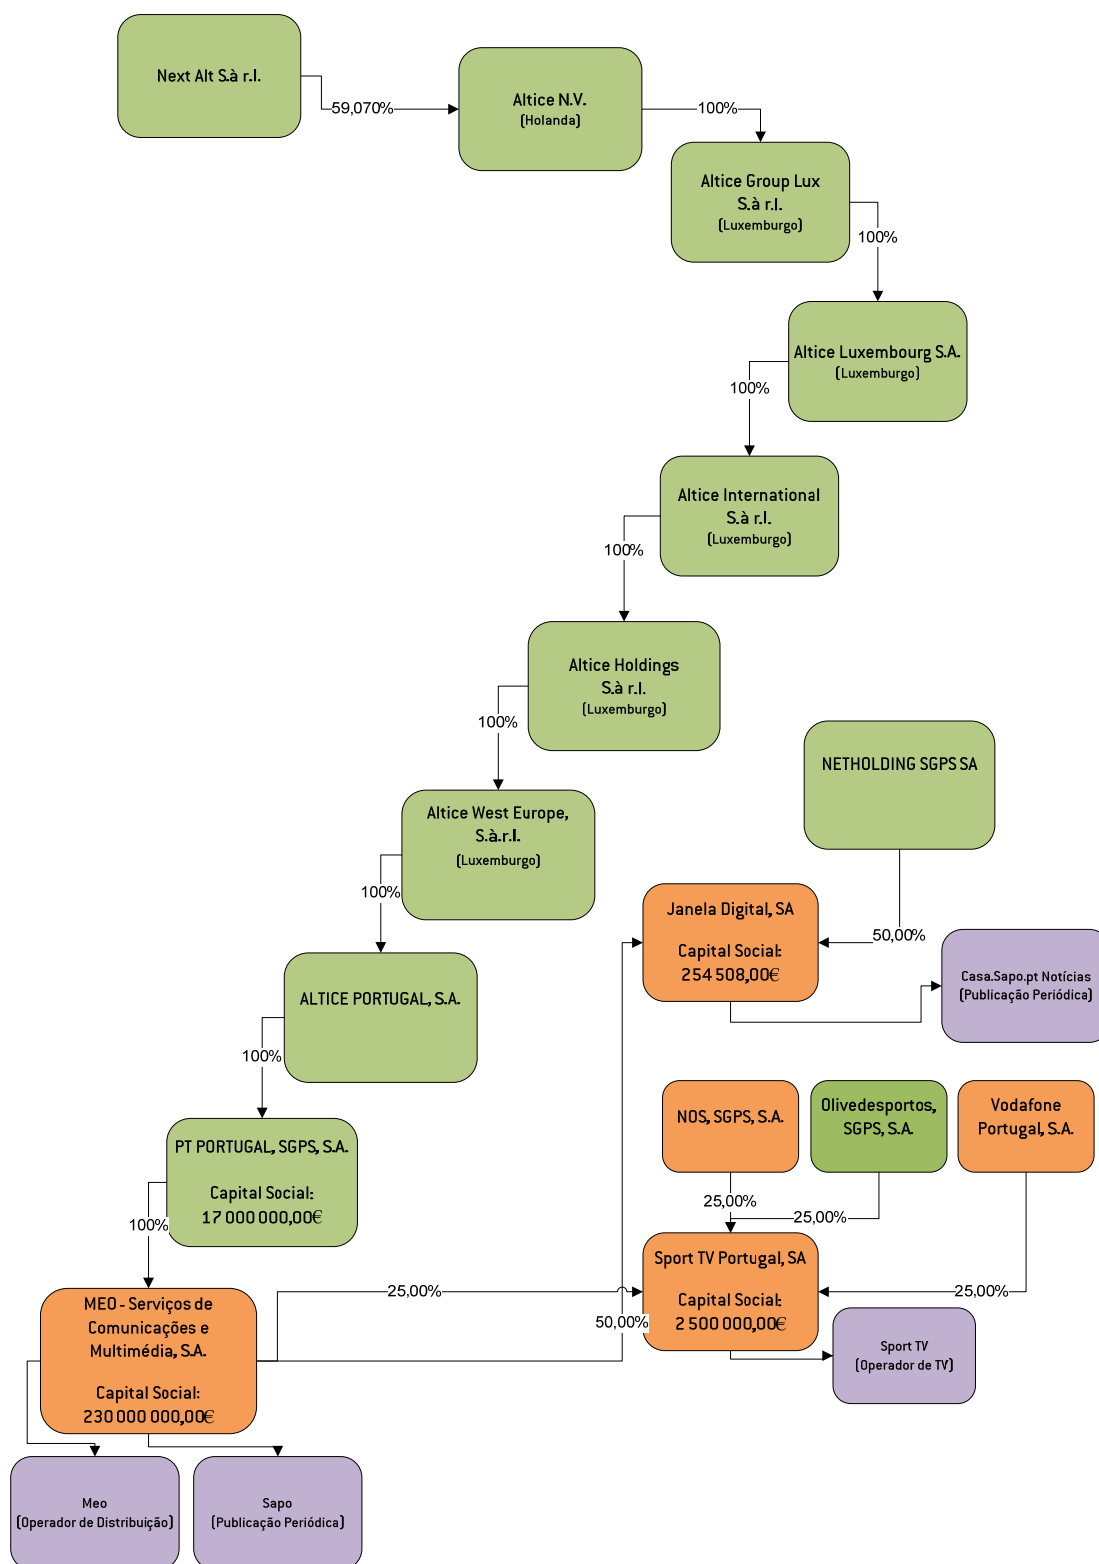 Next Alt S.à r.l.
59,070%
Altice N.V.
(Holanda)
100%
Altice Group Lux
S.à r.l.
(Luxemburgo)
100%
Altice Luxembourg S.A.
(Luxemburgo)
100%
Altice International
S.à r.l.
(Luxemburgo)
100%
Altice Holdings
S.à r.l.
(Luxemburgo)
100%
NETHOLDING SGPS SA
Altice West Europe,
S.à.r.l.
(Luxemburgo)
100%
Janela Digital, SA
Capital Social:
254 508,00€
50,00%
Casa.Sapo.pt Notícias
(Publicação Periódica)
ALTICE PORTUGAL, S.A.
100%
NOS, SGPS, S.A.
Olivedesportos,
SGPS, S.A.
Vodafone
Portugal, S.A.
PT PORTUGAL, SGPS, S.A.
Capital Social:
17 000 000,00€
100%
25,00%
25,00%
Sport TV Portugal, SA
Capital Social:
2 500 000,00€
25,00%
25,00%
50,00%
MEO - Serviços de
Comunicações e
Multimédia, S.A.
Capital Social:
230 000 000,00€
Sport TV
(Operador de TV)
Meo
(Operador de Distribuição)
Sapo
(Publicação Periódica)